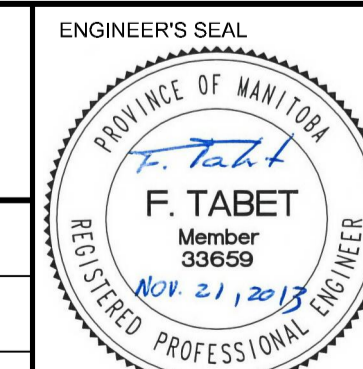 ENGINEER'S SEAL
PROVINCE OF MANITOBA
F. Tabet
F. TABET
Member
33659
NOV. 21, 2013
REGISTERED PROFESSIONAL ENGINEER